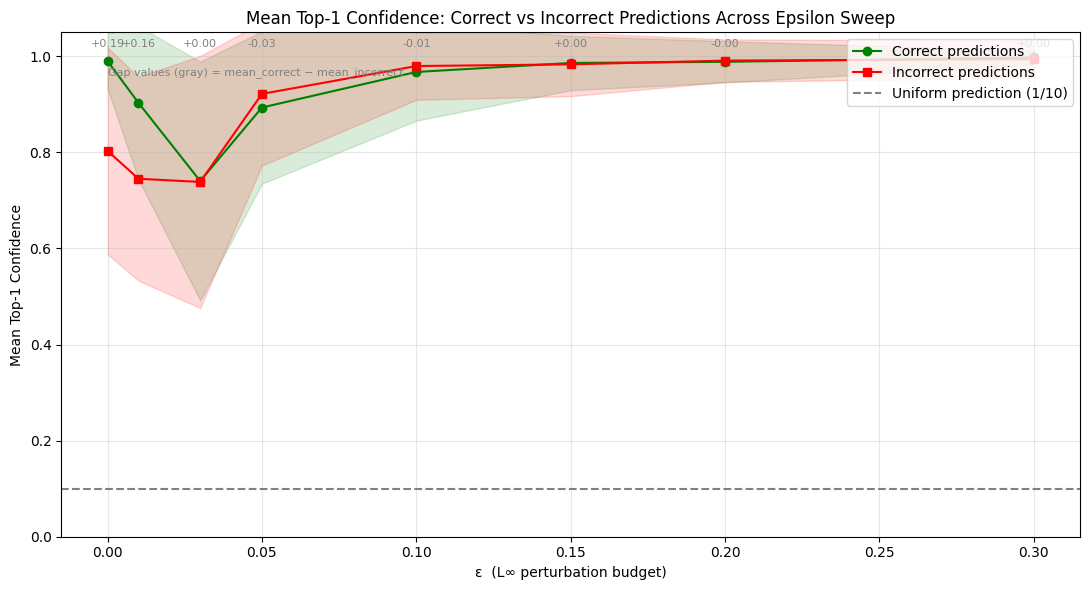 Mean Top-1 Confidence: Correct vs Incorrect Predictions Across Epsilon Sweep
+0.19 +0.16 +0.00 -0.03 -0.01 +0.00 -0.00 +0.00
Gap values (gray) = mean_correct − mean_incorrect
Correct predictions
Incorrect predictions
Uniform prediction (1/10)
Mean Top-1 Confidence
1.0
0.8
0.6
0.4
0.2
0.0
0.00 0.05 0.10 0.15 0.20 0.25 0.30
ε (L∞ perturbation budget)